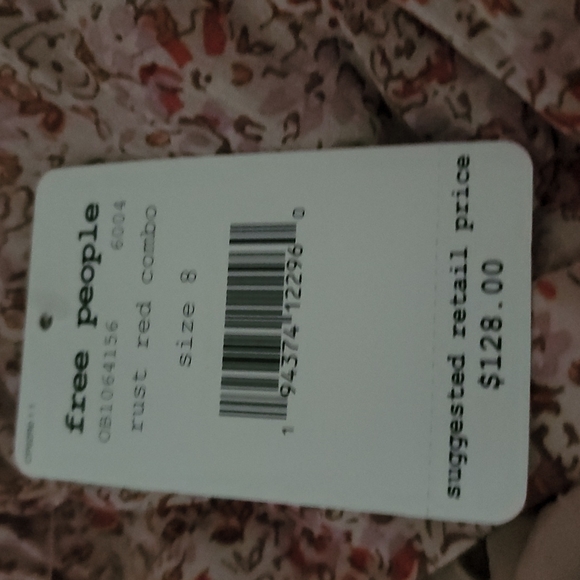 free people
OB1064156 6004
rust red combo
size 8
1 94374 12296 0
suggested retail price
$128.00